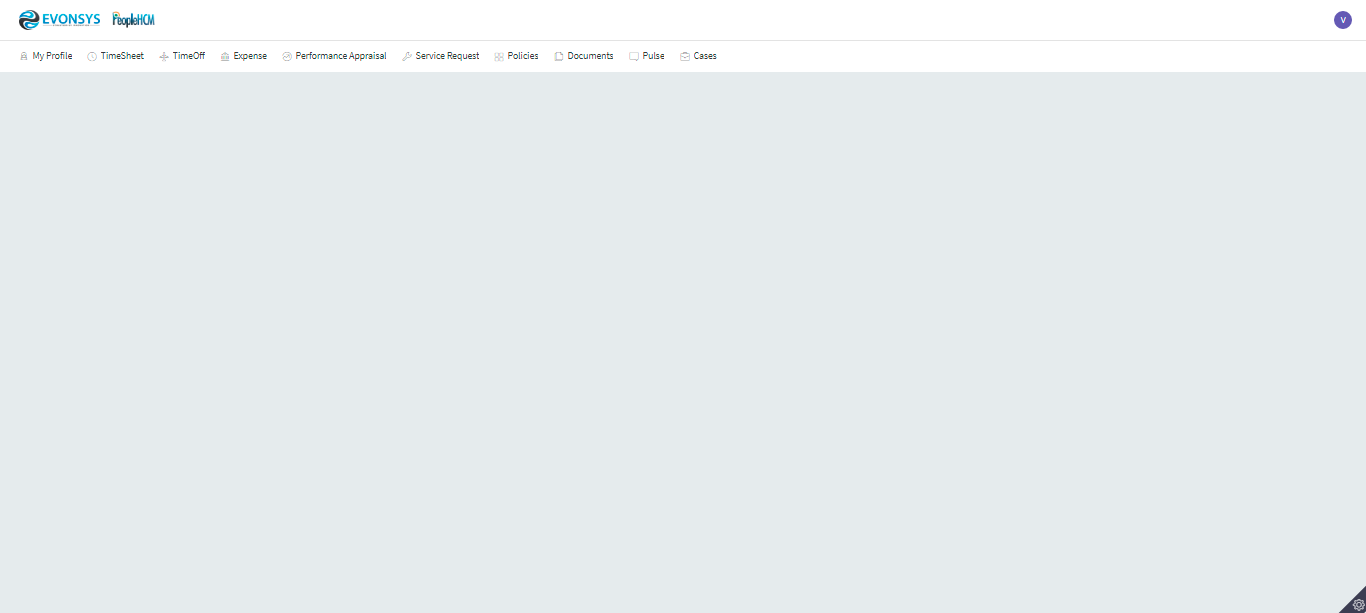 EVONSYS PeopleHCM
V
My Profile TimeSheet TimeOff Expense Performance Appraisal Service Request Policies Documents Pulse Cases